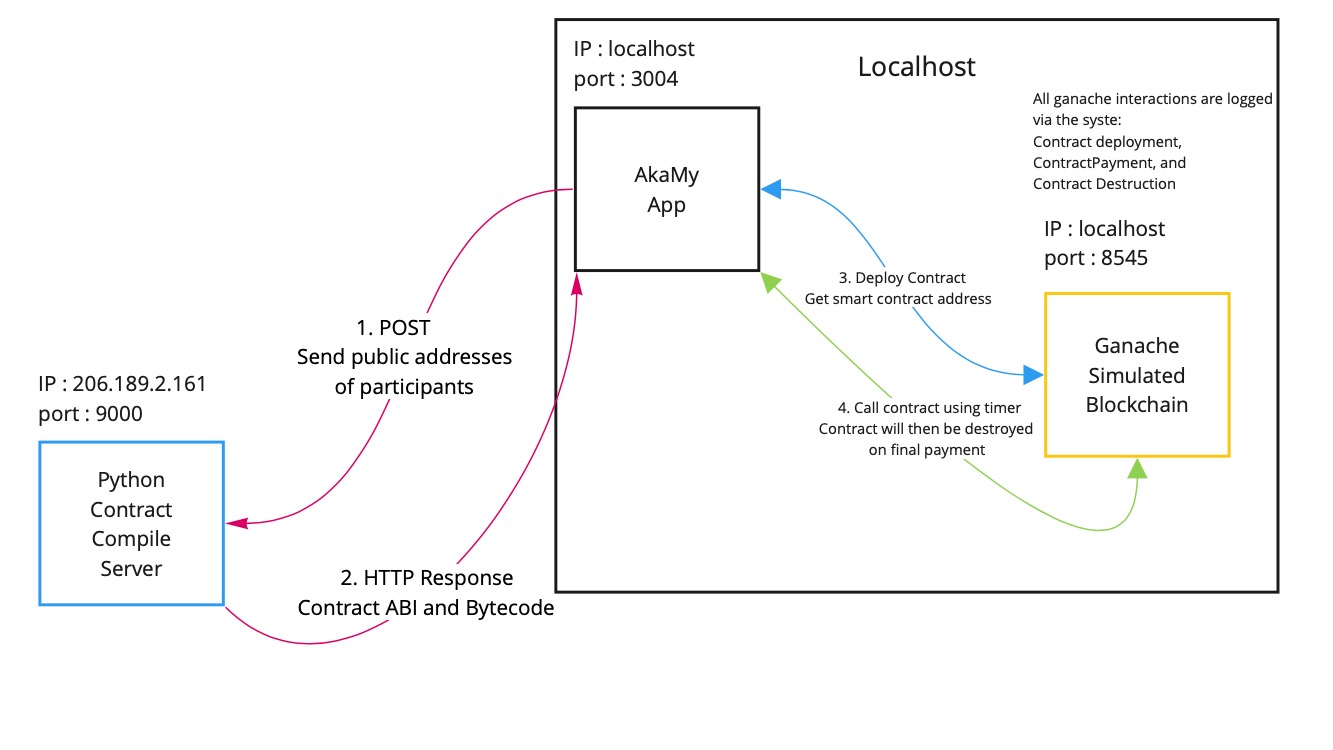 IP : localhost
port : 3004
Localhost
All ganache interactions are logged
via the syste:
Contract deployment,
ContractPayment, and
Contract Destruction
AkaMy
App
IP : localhost
port : 8545
3. Deploy Contract
Get smart contract address
1. POST
Send public addresses
of participants
Ganache
Simulated
Blockchain
IP : 206.189.2.161
port : 9000
4. Call contract using timer
Contract will then be destroyed
on final payment
Python
Contract
Compile
Server
2. HTTP Response
Contract ABI and Bytecode